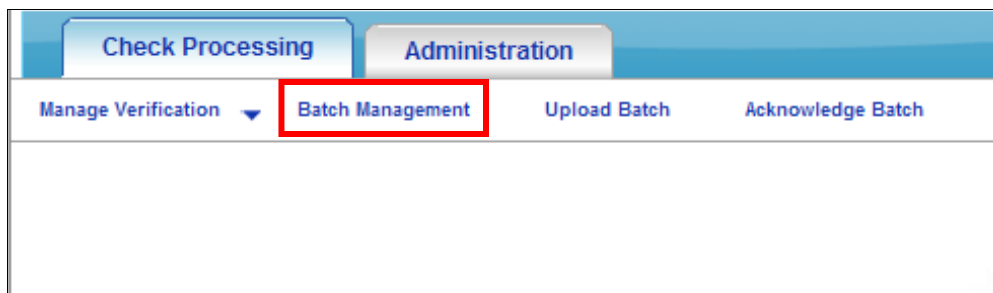 Check Processing Administration
Manage Verification Batch Management Upload Batch Acknowledge Batch